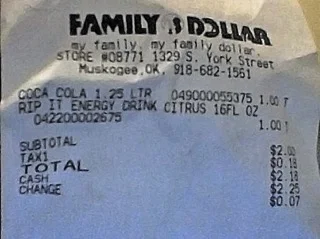 FAMILY $ DOLLAR
my family, my family dollar.
STORE #08771 1329 S. York Street
Muskogee,OK, 918-682-1561
COCA COLA 1.25 LTR 049000055375 1.00 T
RIP IT ENERGY DRINK CITRUS 16FL OZ
042200002675 1.00 T
SUBTOTAL $2.00
TAX1 $0.18
TOTAL $2.18
CASH $2.25
CHANGE $0.07